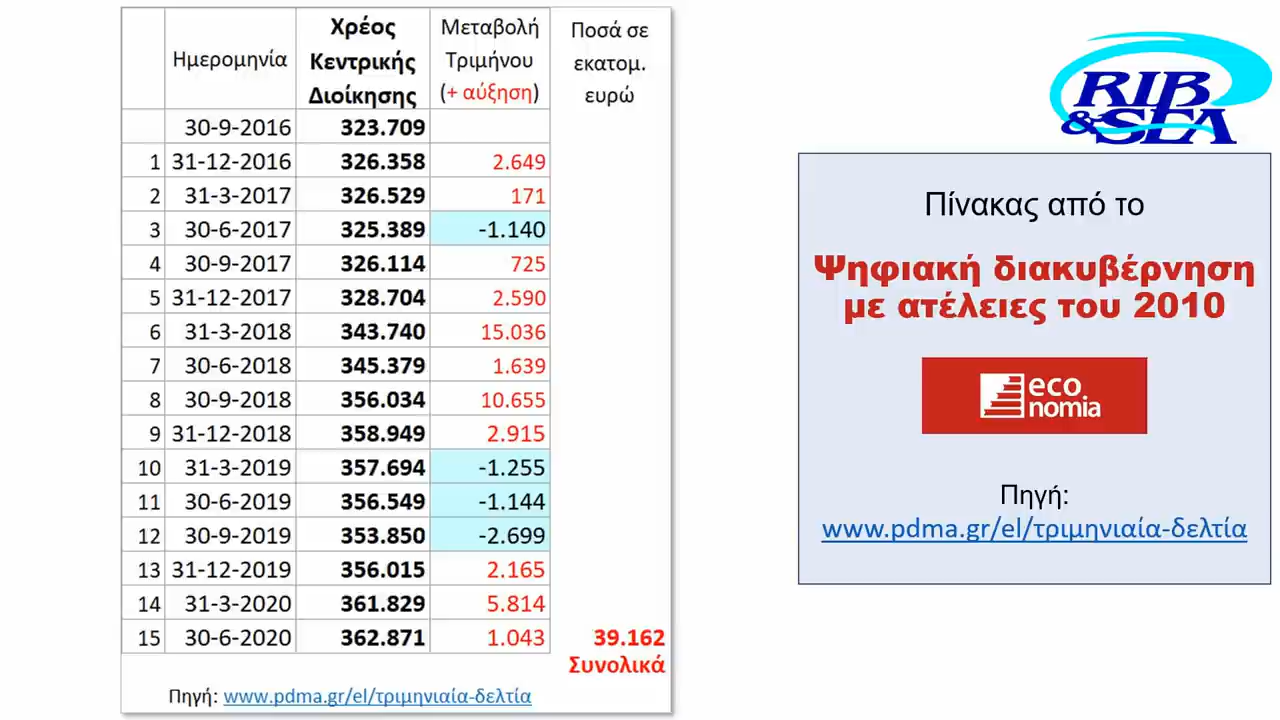 Ημερομηνία
Χρέος
Κεντρικής
Διοίκησης
Μεταβολή
Τριμήνου
(+ αύξηση)
Ποσά σε
εκατομ.
ευρώ
30-9-2016 323.709
1 31-12-2016 326.358 2.649
2 31-3-2017 326.529 171
3 30-6-2017 325.389 -1.140
4 30-9-2017 326.114 725
5 31-12-2017 328.704 2.590
6 31-3-2018 343.740 15.036
7 30-6-2018 345.379 1.639
8 30-9-2018 356.034 10.655
9 31-12-2018 358.949 2.915
10 31-3-2019 357.694 -1.255
11 30-6-2019 356.549 -1.144
12 30-9-2019 353.850 -2.699
13 31-12-2019 356.015 2.165
14 31-3-2020 361.829 5.814
15 30-6-2020 362.871 1.043 39.162
Συνολικά
Πηγή: www.pdma.gr/el/τριμηνιαία-δελτία
RIB
& SEA
Πίνακας από το
Ψηφιακή διακυβέρνηση
με ατέλειες του 2010
eco
nomia
Πηγή:
www.pdma.gr/el/τριμηνιαία-δελτία